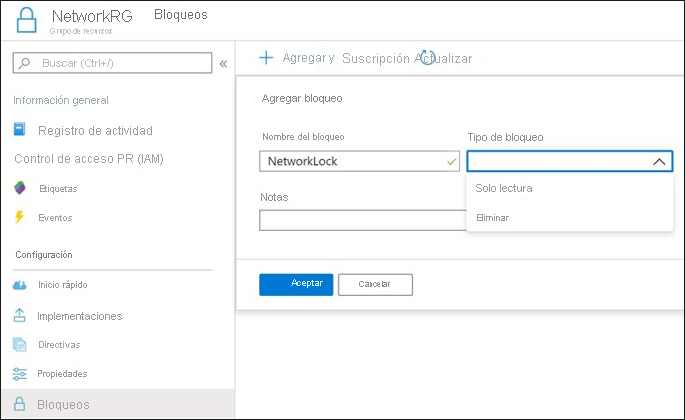 NetworkRG Bloqueos
Grupo de recursos
Buscar (Ctrl+/)
«
Información general
Registro de actividad
Control de acceso PR (IAM)
Etiquetas
Eventos
Configuración
Inicio rápido
Implementaciones
Directivas
Propiedades
Bloqueos
+ Agregar y Suscripción Actualizar
Agregar bloqueo
Nombre del bloqueo
NetworkLock
Tipo de bloqueo
Solo lectura
Eliminar
Notas
Aceptar
Cancelar